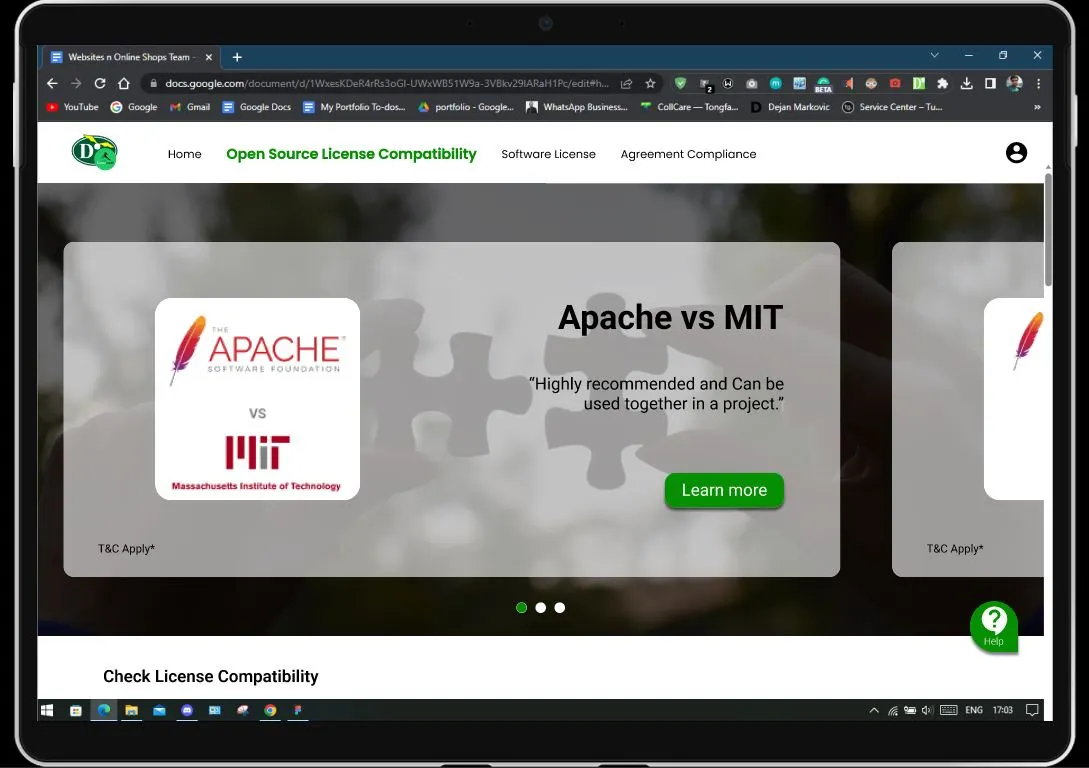 Websites n Online Shops Team -
docs.google.com/document/d/1WxesKDeR4rRs3oGI-UWxWB51W9a-3VBkv29IARaH1Pc/edit#h...
2
BETA
YouTube
Google
Gmail
Google Docs
My Portfolio To-dos...
portfolio - Google...
WhatsApp Business...
CollCare — Tongfa...
Dejan Markovic
Service Center – Tu...
»
D
Home
Open Source License Compatibility
Software License
Agreement Compliance
THE
APACHE
SOFTWARE FOUNDATION
VS
MiT
Massachusetts Institute of Technology
Apache vs MIT
“Highly recommended and Can be
used together in a project.”
Learn more
T&C Apply*
T&C Apply*
Help
Check License Compatibility
ENG
17:03